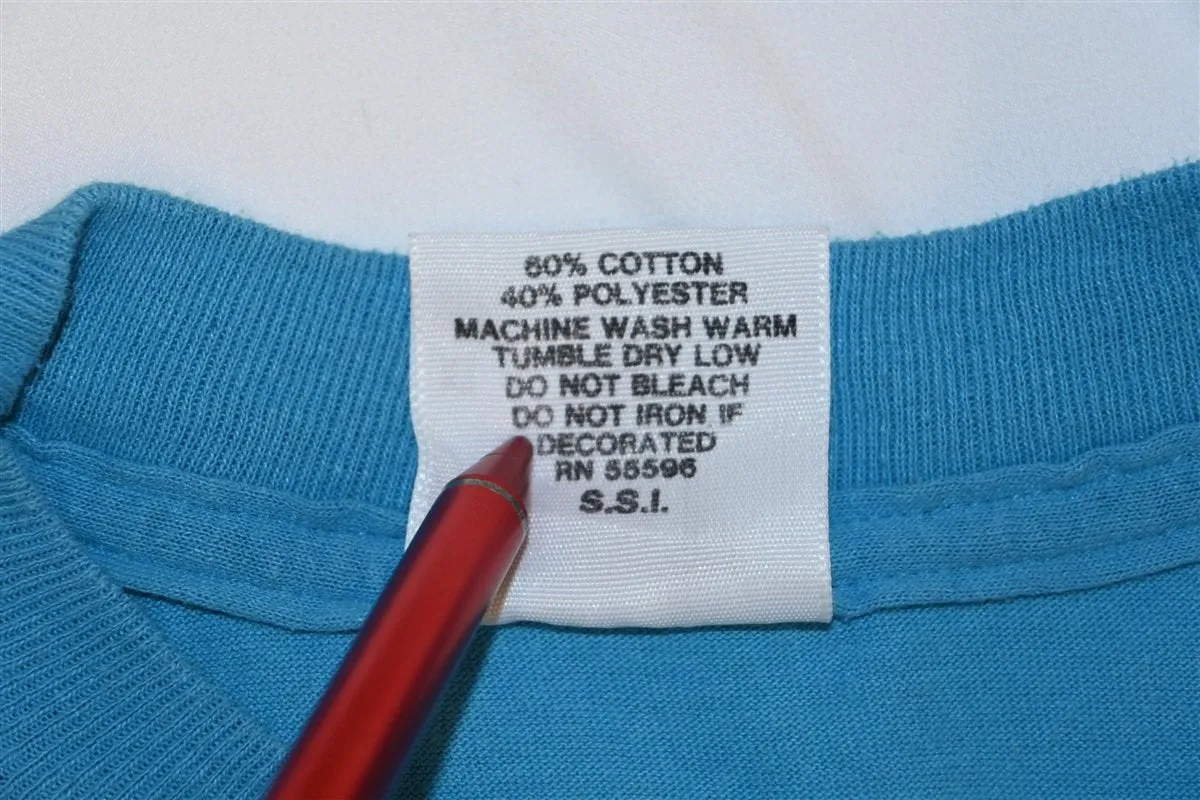 60% COTTON
40% POLYESTER
MACHINE WASH WARM
TUMBLE DRY LOW
DO NOT BLEACH
DO NOT IRON IF
DECORATED
RN 55596
S.S.I.